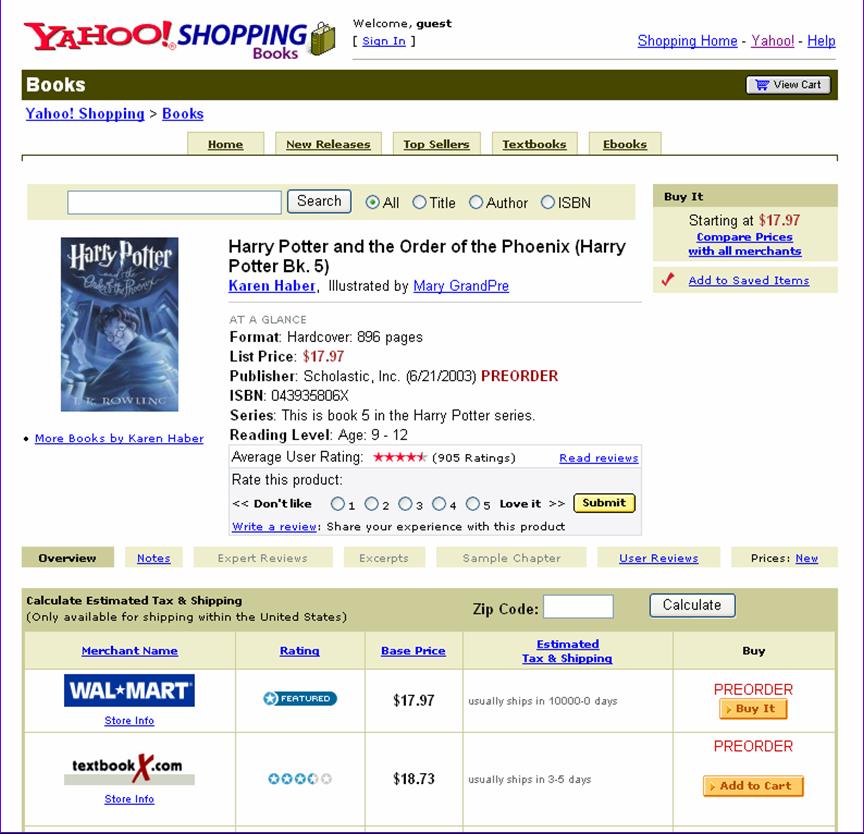 YAHOO! SHOPPING
Books
Welcome, guest
[ Sign In ]
Shopping Home - Yahoo! - Help
Books
View Cart
Yahoo! Shopping > Books
Home New Releases Top Sellers Textbooks Ebooks
Search All Title Author ISBN
Buy It
Starting at $17.97
Compare Prices
with all merchants
Add to Saved Items
Harry Potter
and the
Order of the Phoenix
J.K. ROWLING
More Books by Karen Haber
Harry Potter and the Order of the Phoenix (Harry
Potter Bk. 5)
Karen Haber, Illustrated by Mary GrandPre
AT A GLANCE
Format: Hardcover: 896 pages
List Price: $17.97
Publisher: Scholastic, Inc. (6/21/2003) PREORDER
ISBN: 043935806X
Series: This is book 5 in the Harry Potter series.
Reading Level: Age: 9 - 12
Average User Rating: (905 Ratings) Read reviews
Rate this product:
<< Don't like 1 2 3 4 5 Love it >> Submit
Write a review: Share your experience with this product
Overview Notes Expert Reviews Excerpts Sample Chapter User Reviews Prices: New
Calculate Estimated Tax & Shipping
(Only available for shipping within the United States)
Zip Code: Calculate
Merchant Name Rating Base Price Estimated
Tax & Shipping Buy
WAL★MART
Store Info
FEATURED
$17.97
usually ships in 10000-0 days
PREORDER
Buy It
textbookX.com
Store Info
$18.73
usually ships in 3-5 days
PREORDER
Add to Cart